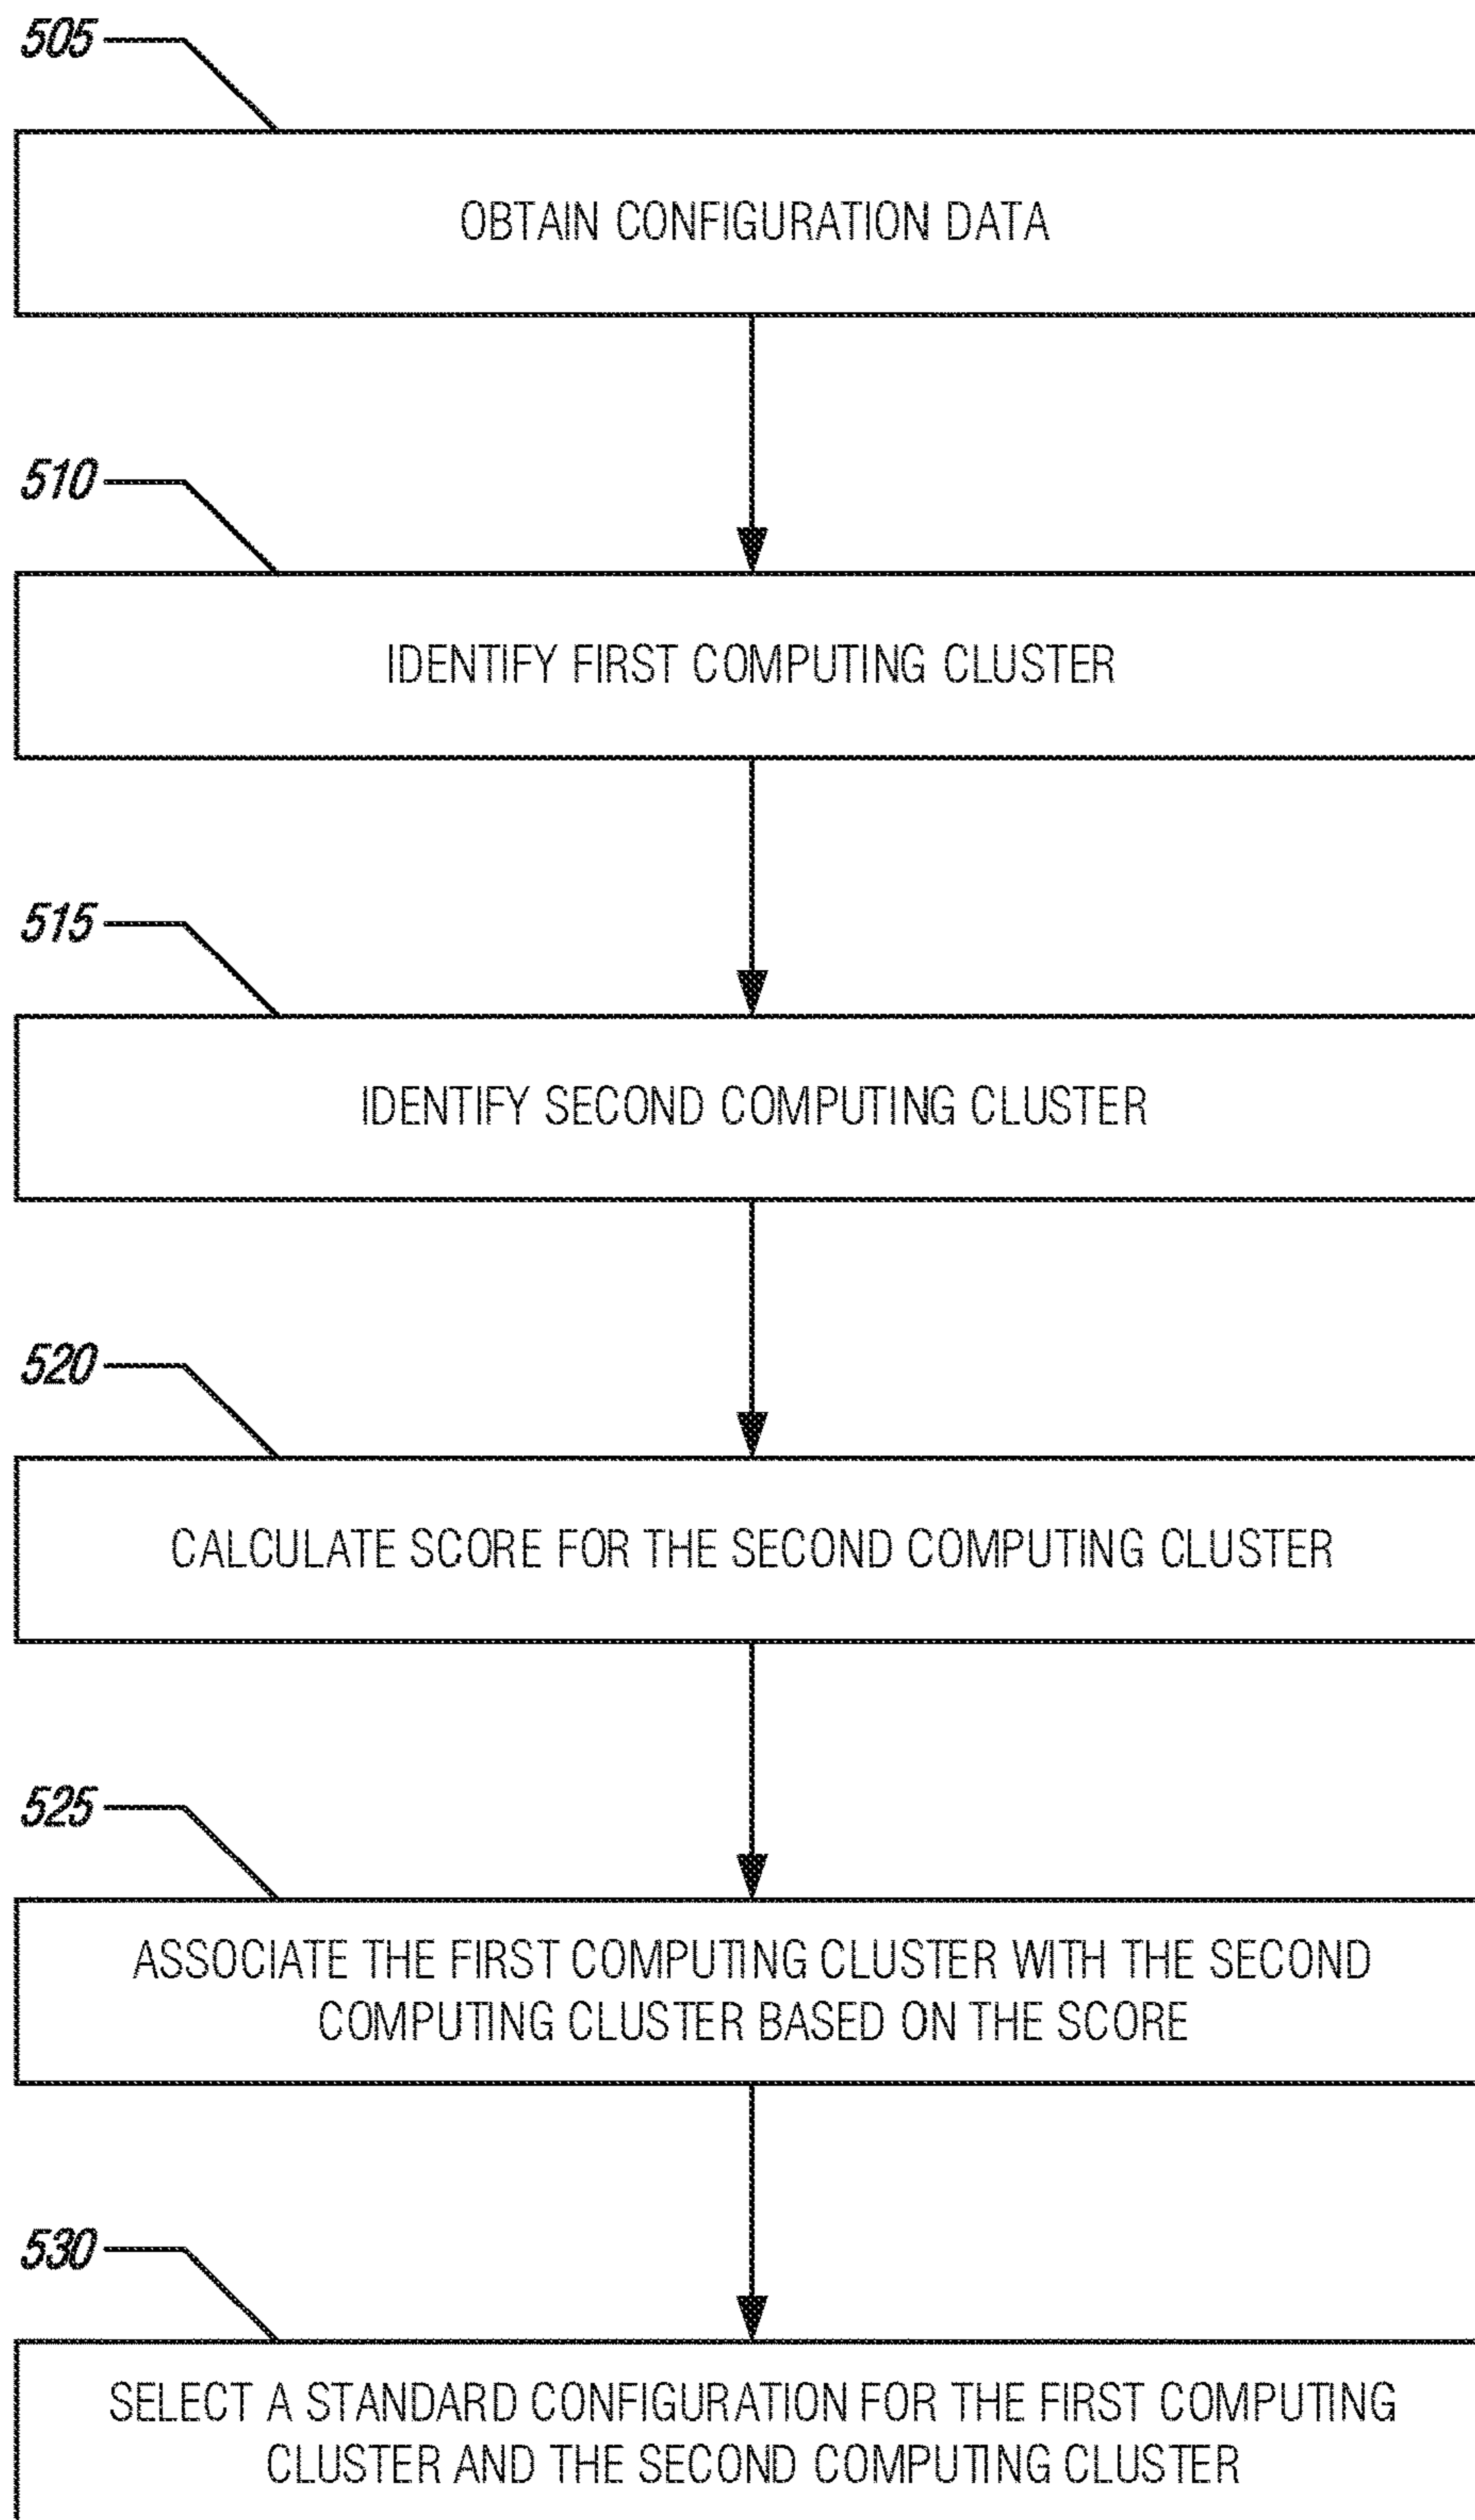 505
OBTAIN CONFIGURATION DATA
510
IDENTIFY FIRST COMPUTING CLUSTER
515
IDENTIFY SECOND COMPUTING CLUSTER
520
CALCULATE SCORE FOR THE SECOND COMPUTING CLUSTER
525
ASSOCIATE THE FIRST COMPUTING CLUSTER WITH THE SECOND
COMPUTING CLUSTER BASED ON THE SCORE
530
SELECT A STANDARD CONFIGURATION FOR THE FIRST COMPUTING
CLUSTER AND THE SECOND COMPUTING CLUSTER